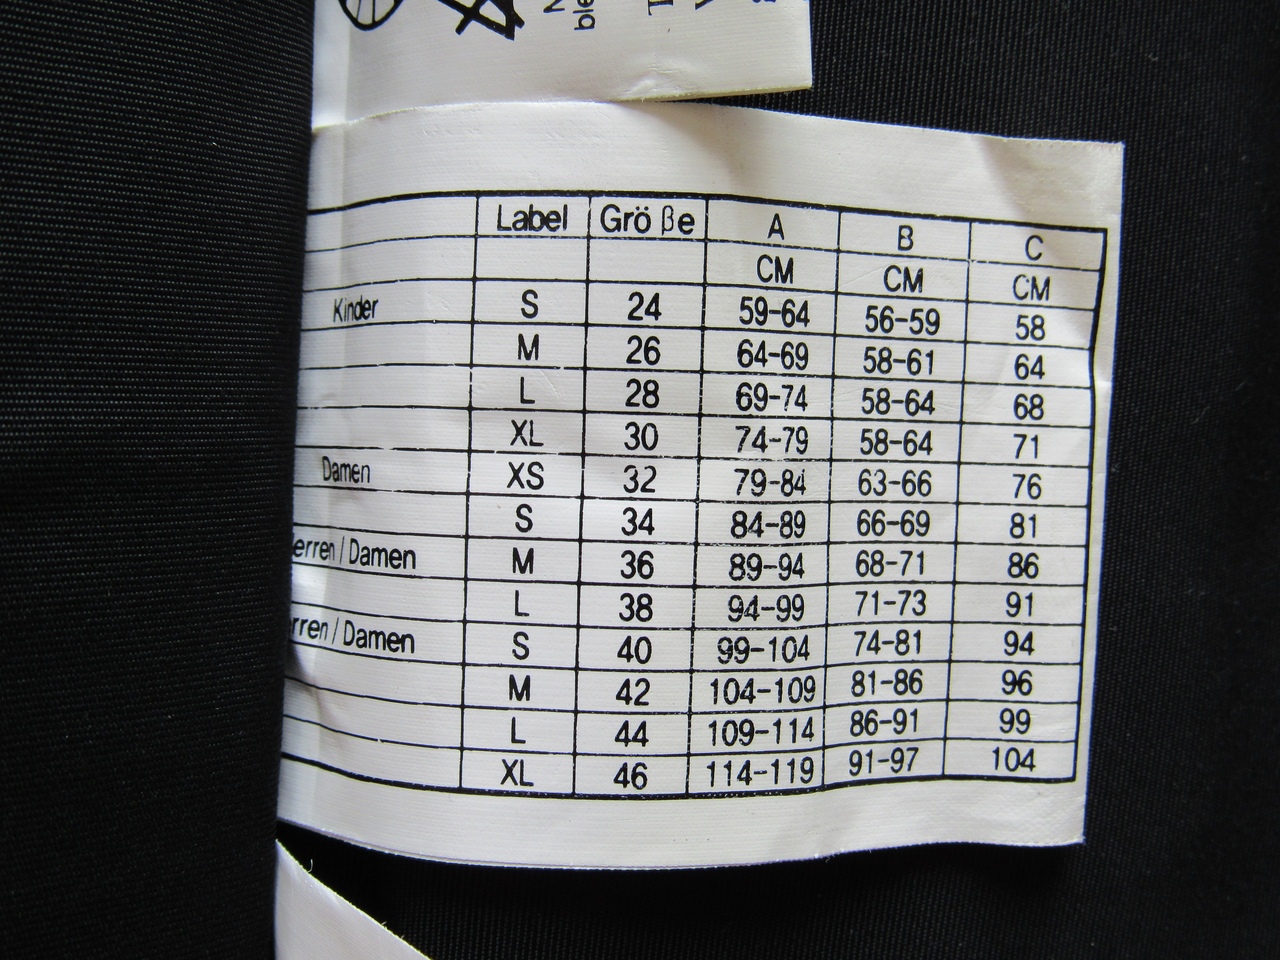 Label Größe A B C
CM CM CM
Kinder S 24 59-64 56-59 58
M 26 64-69 58-61 64
L 28 69-74 58-64 68
XL 30 74-79 58-64 71
Damen XS 32 79-84 63-66 76
S 34 84-89 66-69 81
erren / Damen M 36 89-94 68-71 86
L 38 94-99 71-73 91
rren / Damen S 40 99-104 74-81 94
M 42 104-109 81-86 96
L 44 109-114 86-91 99
XL 46 114-119 91-97 104